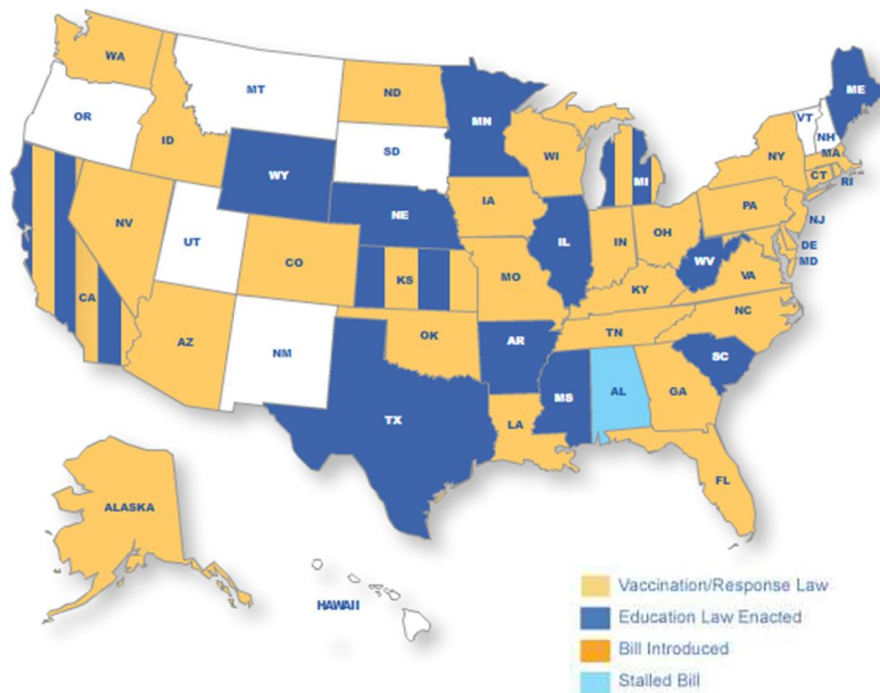 WA
MT
ND
MN
ME
OR
ID
SD
WI
VT
NH
NY
MA
WY
MI
CT
RI
IA
PA
NV
NE
NJ
UT
IL
IN
OH
DE
CO
WV
MD
KS
MO
VA
KY
CA
AZ
NM
OK
TN
NC
AR
SC
MS
AL
GA
TX
LA
FL
ALASKA
HAWAII
Vaccination/Response Law
Education Law Enacted
Bill Introduced
Stalled Bill